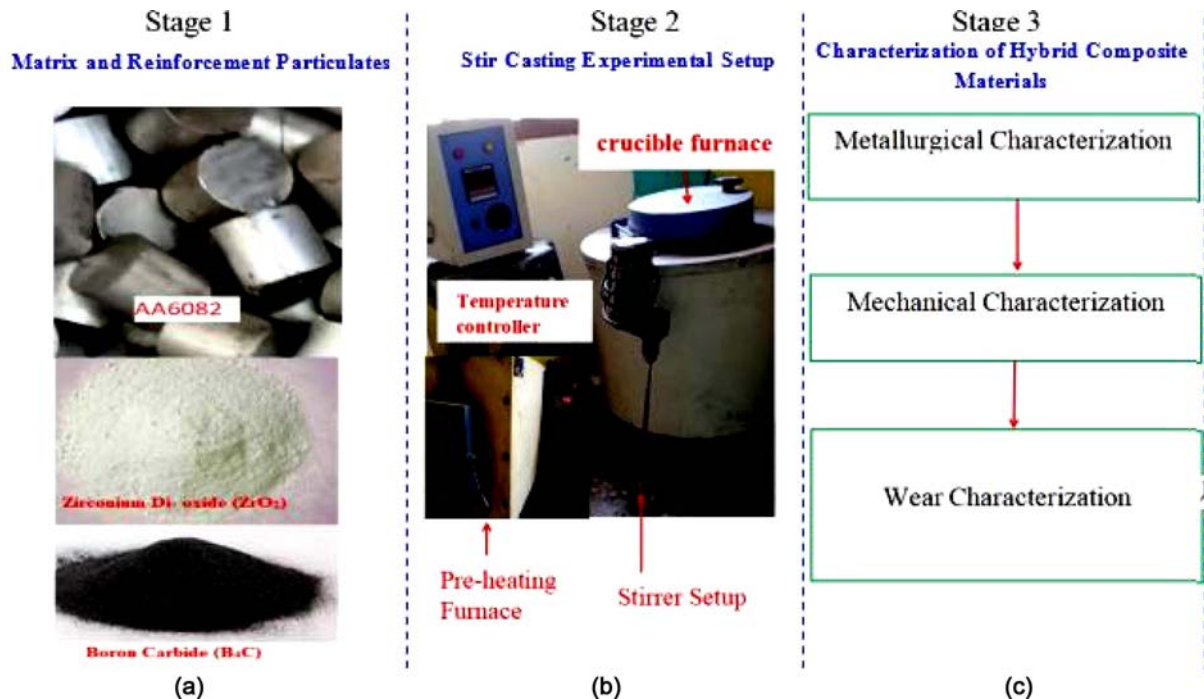 Stage 1
Matrix and Reinforcement Particulates
AA6082
Zirconium Di- oxide (ZrO₂)
Boron Carbide (B₄C)
(a)
Stage 2
Stir Casting Experimental Setup
crucible furnace
Temperature
controller
Pre-heating
Furnace
Stirrer Setup
(b)
Stage 3
Characterization of Hybrid Composite
Materials
Metallurgical Characterization
Mechanical Characterization
Wear Characterization
(c)